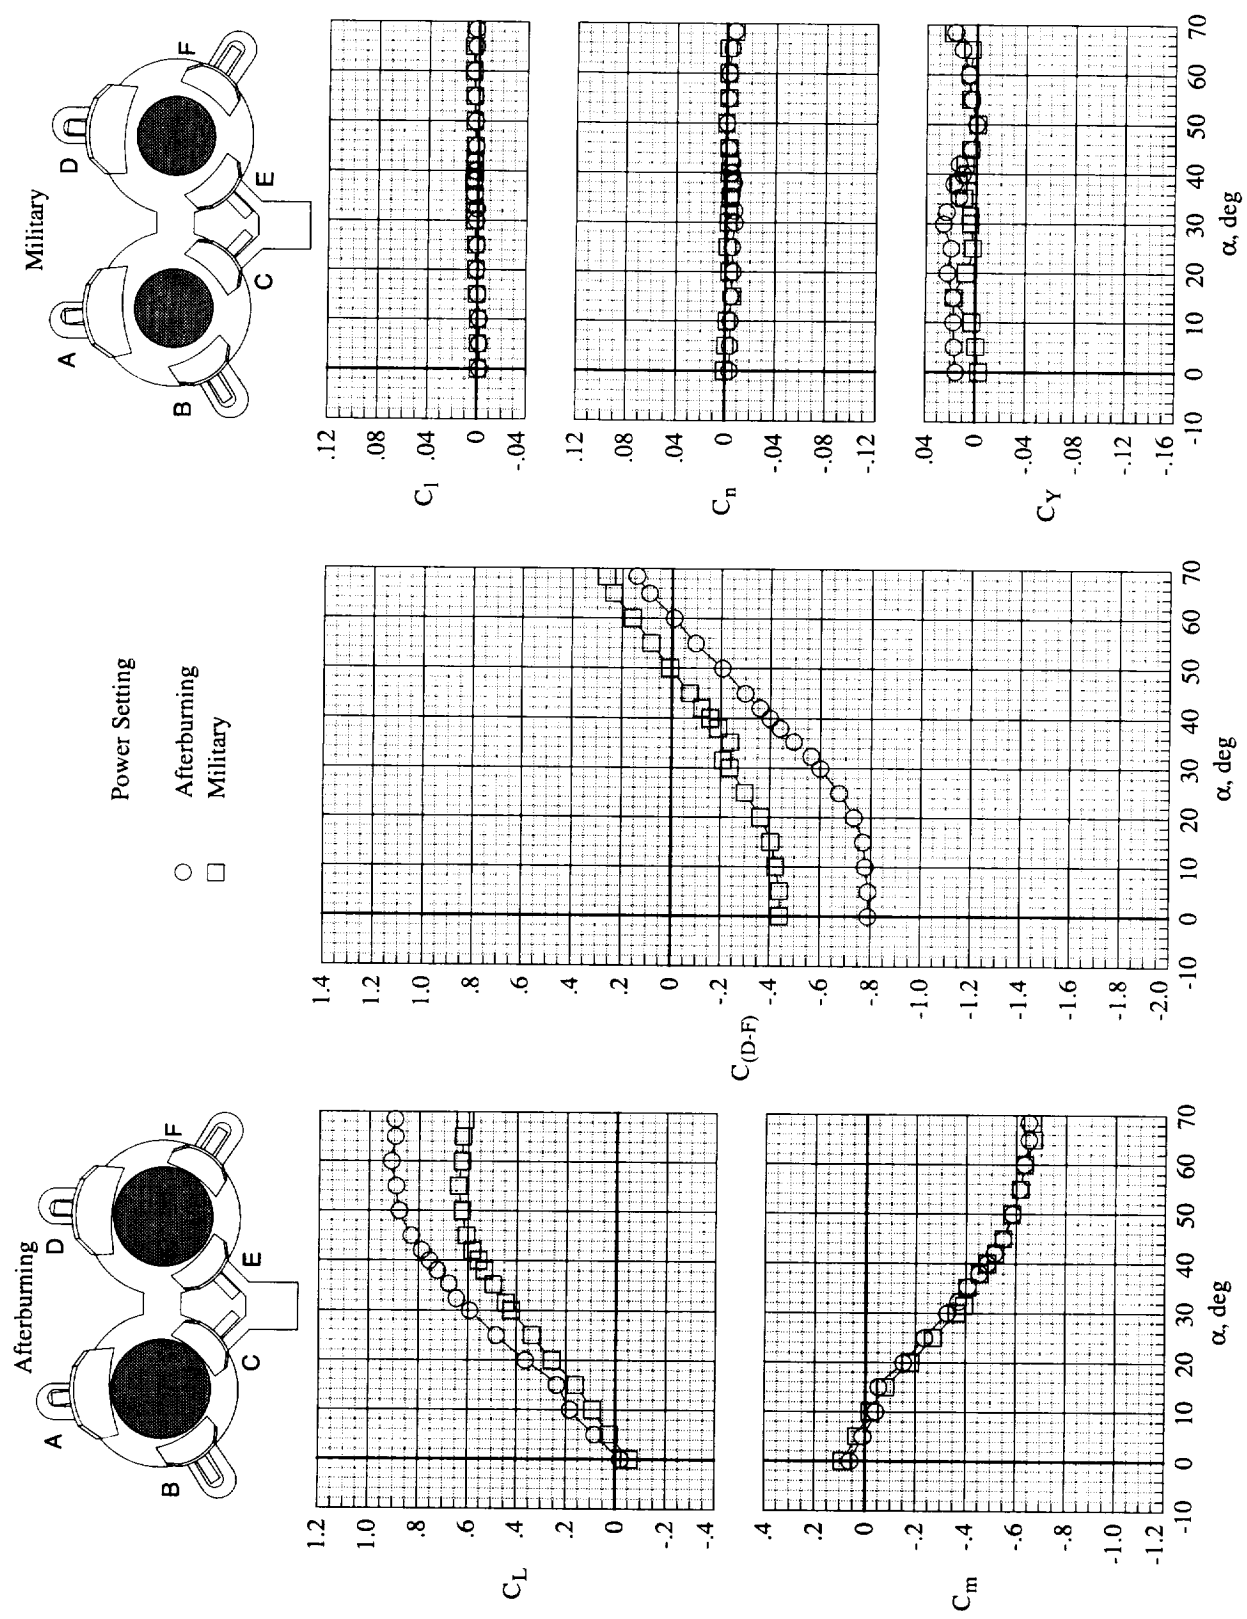 Afterburning
A
B
C
D
E
F
Power Setting
Afterburning
Military
Military
A
B
C
D
E
F
1.2
1.0
.8
.6
.4
.2
0
-.2
-.4
C_L
.4
.2
0
-.2
-.4
-.6
-.8
-1.0
-1.2
C_m
-10 0 10 20 30 40 50 60 70
α, deg
1.4
1.2
1.0
.8
.6
.4
.2
0
-.2
-.4
-.6
-.8
-1.0
-1.2
-1.4
-1.6
-1.8
-2.0
C_(D-F)
-10 0 10 20 30 40 50 60 70
α, deg
.12
.08
.04
0
-.04
C_l
.12
.08
.04
0
-.04
-.08
-.12
C_n
.04
0
-.04
-.08
-.12
-.16
C_Y
-10 0 10 20 30 40 50 60 70
α, deg